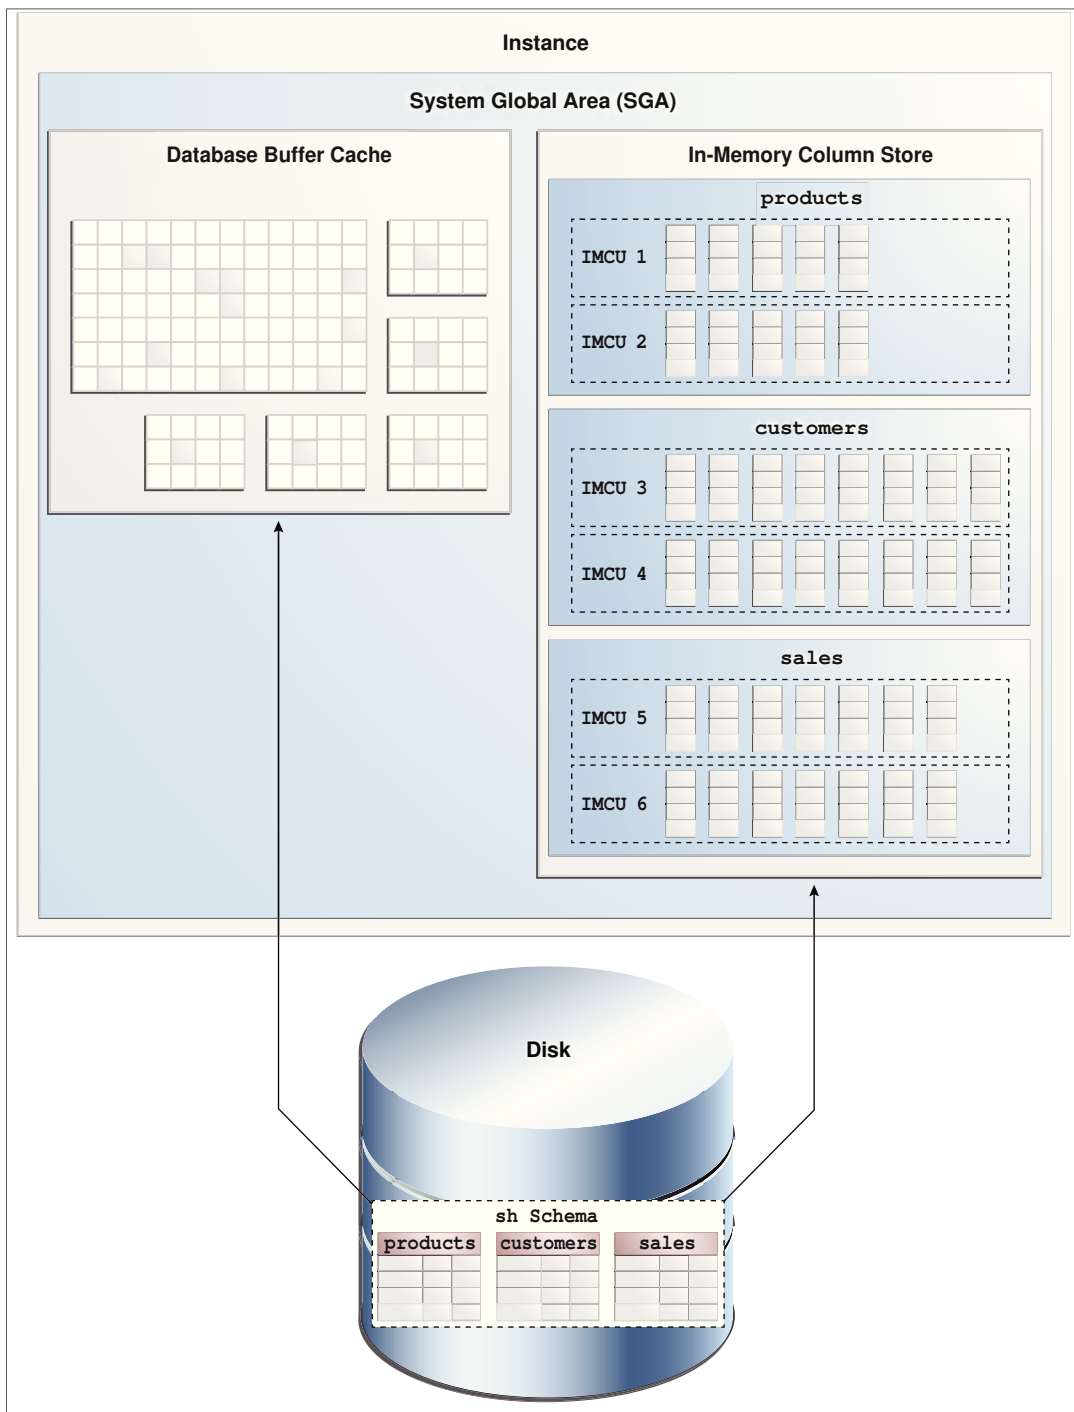 Instance
System Global Area (SGA)
Database Buffer Cache
In-Memory Column Store
products
IMCU 1
IMCU 2
customers
IMCU 3
IMCU 4
sales
IMCU 5
IMCU 6
Disk
sh Schema
products customers sales